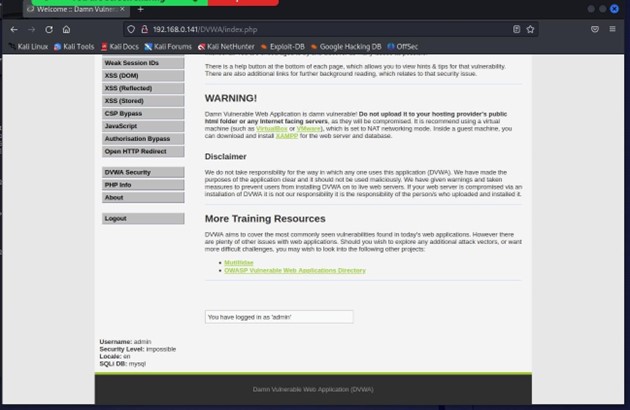 Welcome :: Damn Vulner
192.168.0.141/DVWA/index.php
Kali Linux
Kali Tools
Kali Docs
Kali Forums
Kali NetHunter
Exploit-DB
Google Hacking DB
OffSec
Weak Session IDs
XSS (DOM)
XSS (Reflected)
XSS (Stored)
CSP Bypass
JavaScript
Authorisation Bypass
Open HTTP Redirect
DVWA Security
PHP Info
About
Logout
There is a help button at the bottom of each page, which allows you to view hints & tips for that vulnerability.
There are also additional links for further background reading, which relates to that security issue.
WARNING!
Damn Vulnerable Web Application is damn vulnerable! Do not upload it to your hosting provider's public
html folder or any Internet facing servers, as they will be compromised. It is recommend using a virtual
machine (such as VirtualBox or VMware), which is set to NAT networking mode. Inside a guest machine, you
can download and install XAMPP for the web server and database.
Disclaimer
We do not take responsibility for the way in which any one uses this application (DVWA). We have made the
purposes of the application clear and it should not be used maliciously. We have given warnings and taken
measures to prevent users from installing DVWA on to live web servers. If your web server is compromised via an
installation of DVWA it is not our responsibility it is the responsibility of the person/s who uploaded and installed it.
More Training Resources
DVWA aims to cover the most commonly seen vulnerabilities found in today's web applications. However there
are plenty of other issues with web applications. Should you wish to explore any additional attack vectors, or want
more difficult challenges, you may wish to look into the following other projects:
Mutillidae
OWASP Vulnerable Web Applications Directory
You have logged in as 'admin'
Username: admin
Security Level: impossible
Locale: en
SQLi DB: mysql
Damn Vulnerable Web Application (DVWA)